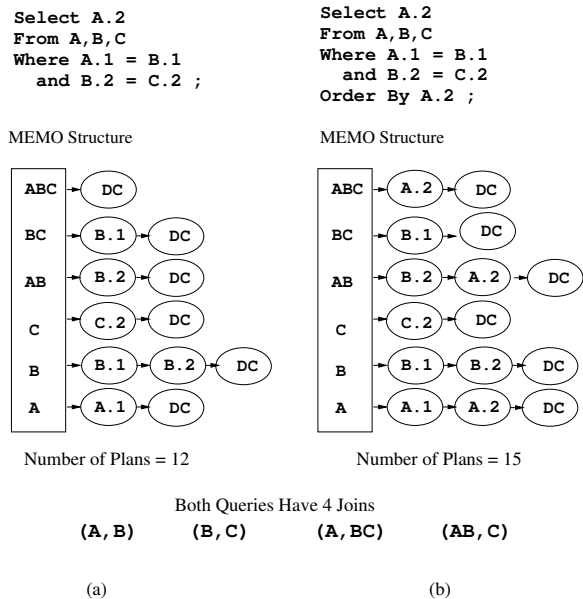 Select A.2
From A,B,C
Where A.1 = B.1
and B.2 = C.2 ;
MEMO Structure
ABC DC
BC B.1 DC
AB B.2 DC
C C.2 DC
B B.1 B.2 DC
A A.1 DC
Number of Plans = 12
Select A.2
From A,B,C
Where A.1 = B.1
and B.2 = C.2
Order By A.2 ;
MEMO Structure
ABC A.2 DC
BC B.1 DC
AB B.2 A.2 DC
C C.2 DC
B B.1 B.2 DC
A A.1 A.2 DC
Number of Plans = 15
Both Queries Have 4 Joins
(A,B) (B,C) (A,BC) (AB,C)
(a) (b)